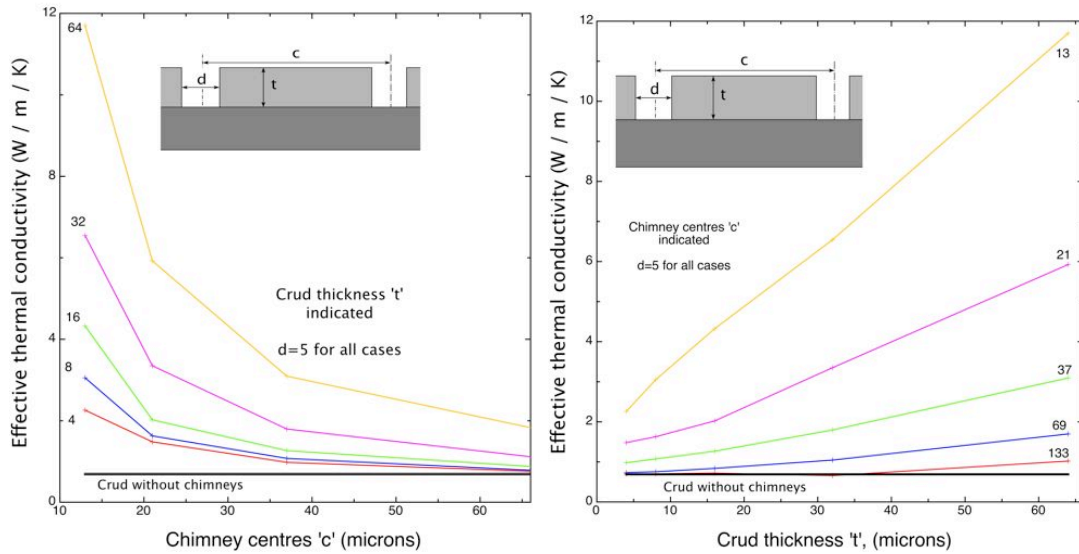 Effective thermal conductivity (W / m / K)
12
8
4
0
10
20
30
40
50
60
Chimney centres 'c' (microns)
64
32
16
8
4
c
d
t
Crud thickness 't'
indicated
d=5 for all cases
Crud without chimneys
Effective thermal conductivity (W / m / K)
12
10
8
6
4
2
0
0
20
40
60
Crud thickness 't', (microns)
13
21
37
69
133
c
d
t
Chimney centres 'c'
indicated
d=5 for all cases
Crud without chimneys